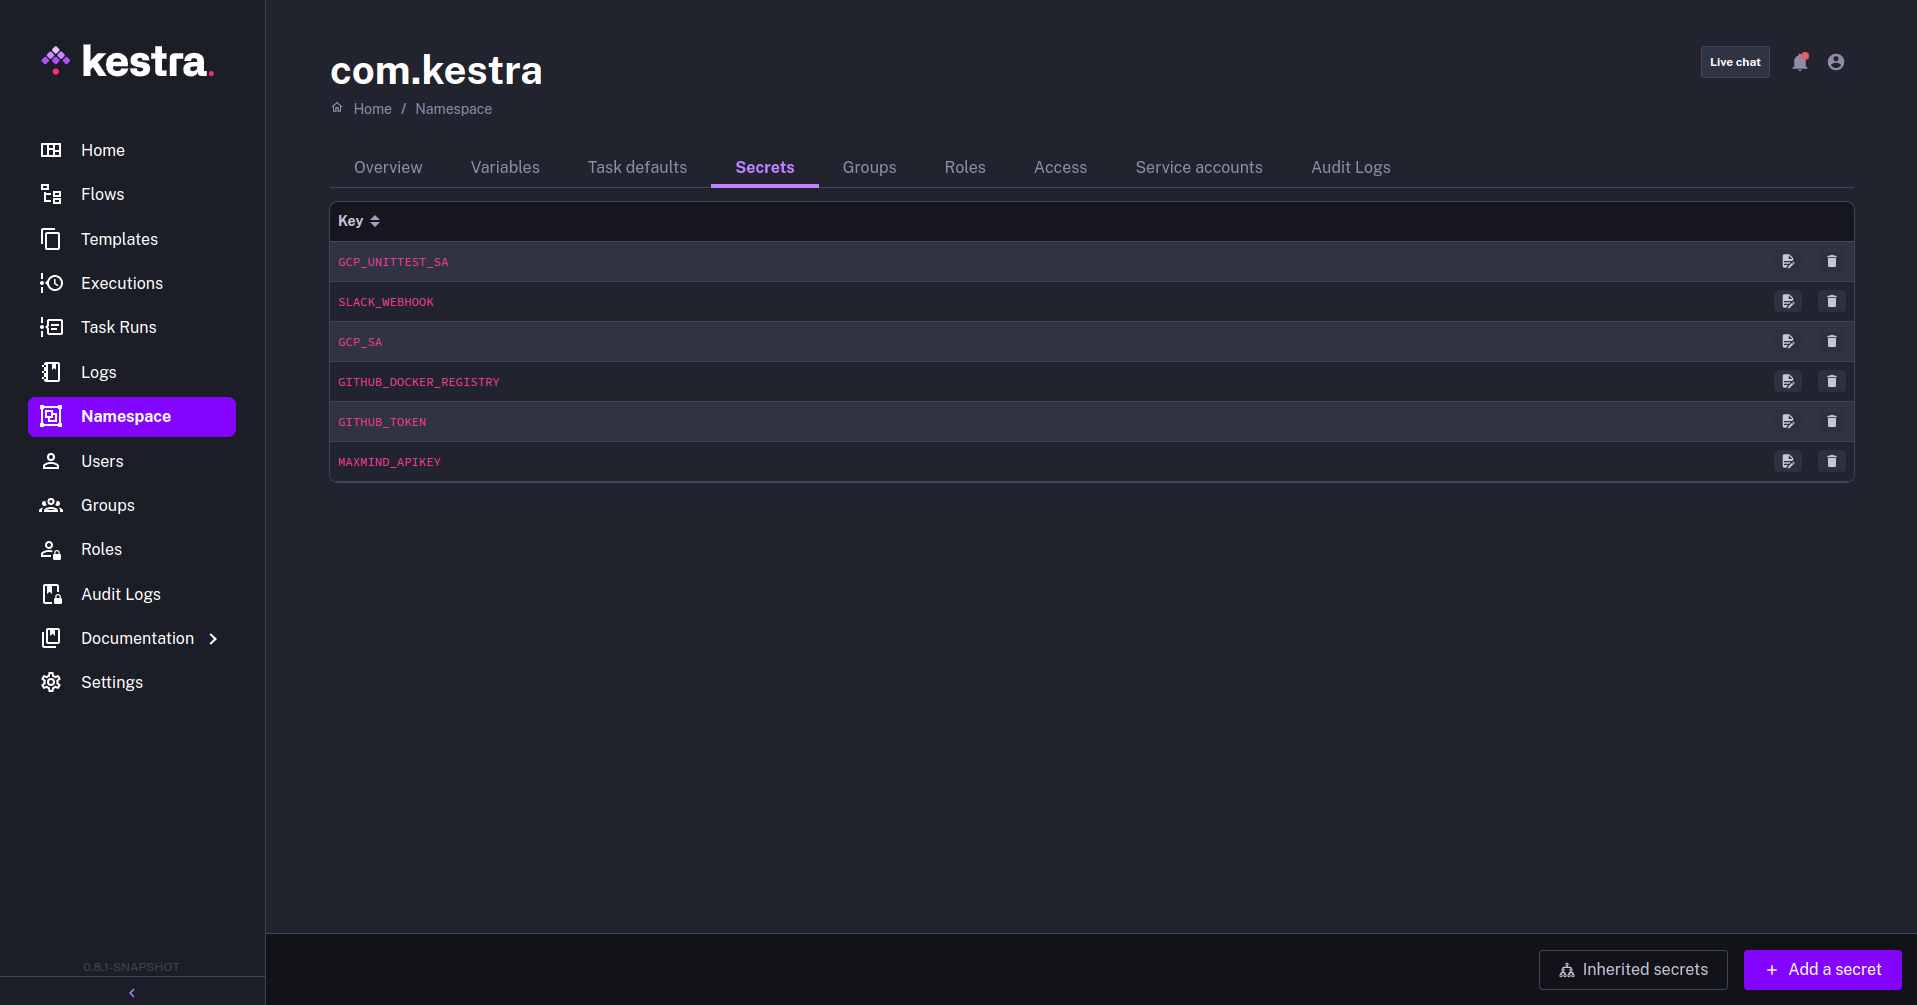 kestra.
Home
Flows
Templates
Executions
Task Runs
Logs
Namespace
Users
Groups
Roles
Audit Logs
Documentation
Settings
0.8.1-SNAPSHOT
com.kestra
Home / Namespace
Live chat
Overview Variables Task defaults Secrets Groups Roles Access Service accounts Audit Logs
Key
GCP_UNITTEST_SA
SLACK_WEBHOOK
GCP_SA
GITHUB_DOCKER_REGISTRY
GITHUB_TOKEN
MAXMIND_APIKEY
Inherited secrets
+ Add a secret